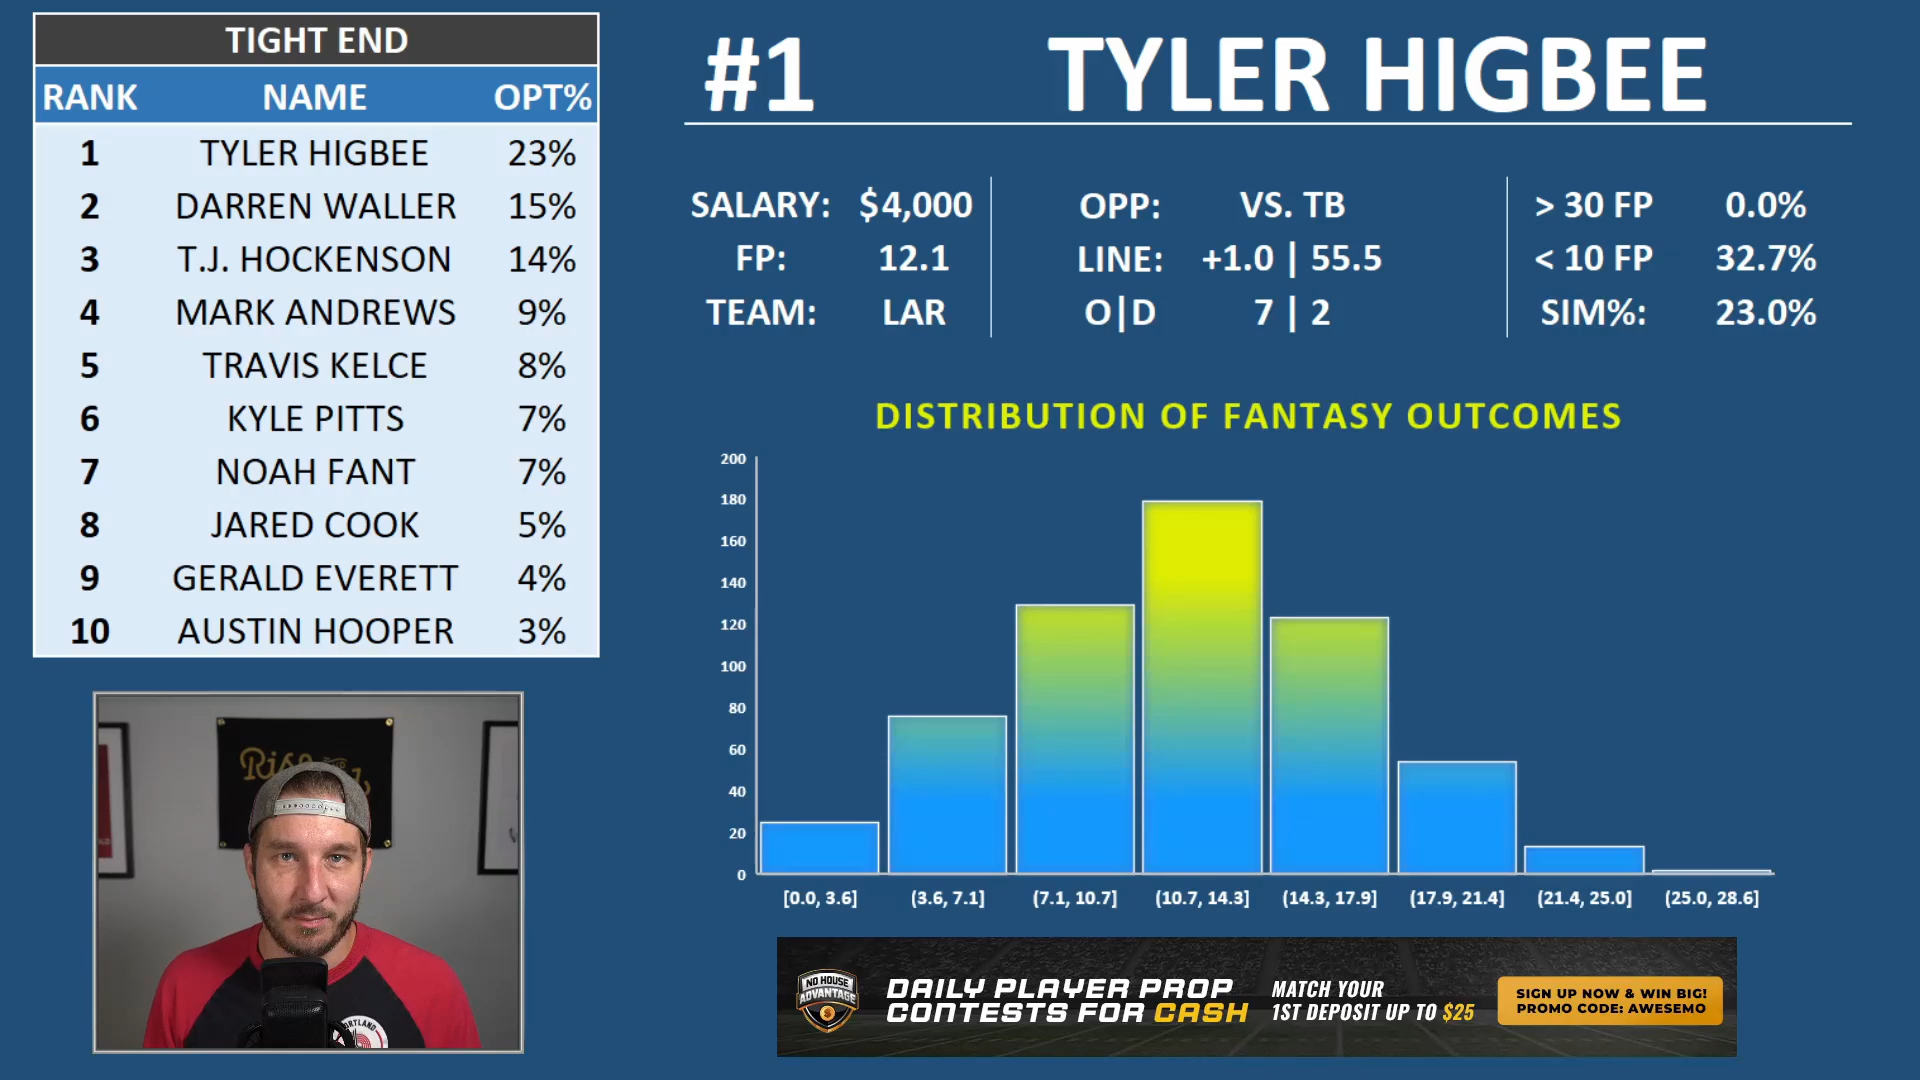 TIGHT END
RANK NAME OPT%
1 TYLER HIGBEE 23%
2 DARREN WALLER 15%
3 T.J. HOCKENSON 14%
4 MARK ANDREWS 9%
5 TRAVIS KELCE 8%
6 KYLE PITTS 7%
7 NOAH FANT 7%
8 JARED COOK 5%
9 GERALD EVERETT 4%
10 AUSTIN HOOPER 3%
#1 TYLER HIGBEE
SALARY: $4,000
FP: 12.1
TEAM: LAR
OPP: VS. TB
LINE: +1.0 | 55.5
O|D 7 | 2
> 30 FP 0.0%
< 10 FP 32.7%
SIM%: 23.0%
DISTRIBUTION OF FANTASY OUTCOMES
200
180
160
140
120
100
80
60
40
20
0
[0.0, 3.6] (3.6, 7.1] (7.1, 10.7] (10.7, 14.3] (14.3, 17.9] (17.9, 21.4] (21.4, 25.0] (25.0, 28.6]
NO HOUSE
ADVANTAGE
DAILY PLAYER PROP
CONTESTS FOR CASH
MATCH YOUR
1ST DEPOSIT UP TO $25
SIGN UP NOW & WIN BIG!
PROMO CODE: AWESEMO